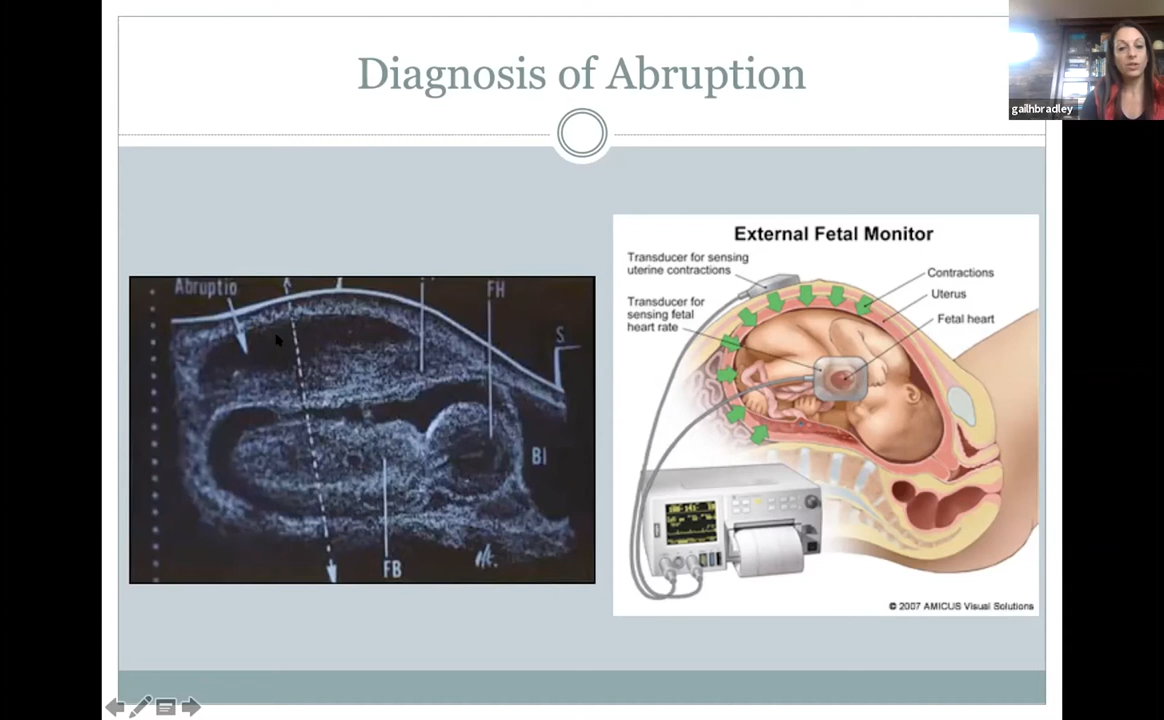 Diagnosis of Abruption
gailhbradley
Abruptio
FH
S
BI
FB
External Fetal Monitor
Transducer for sensing
uterine contractions
Transducer for
sensing fetal
heart rate
Contractions
Uterus
Fetal heart
© 2007 AMICUS Visual Solutions